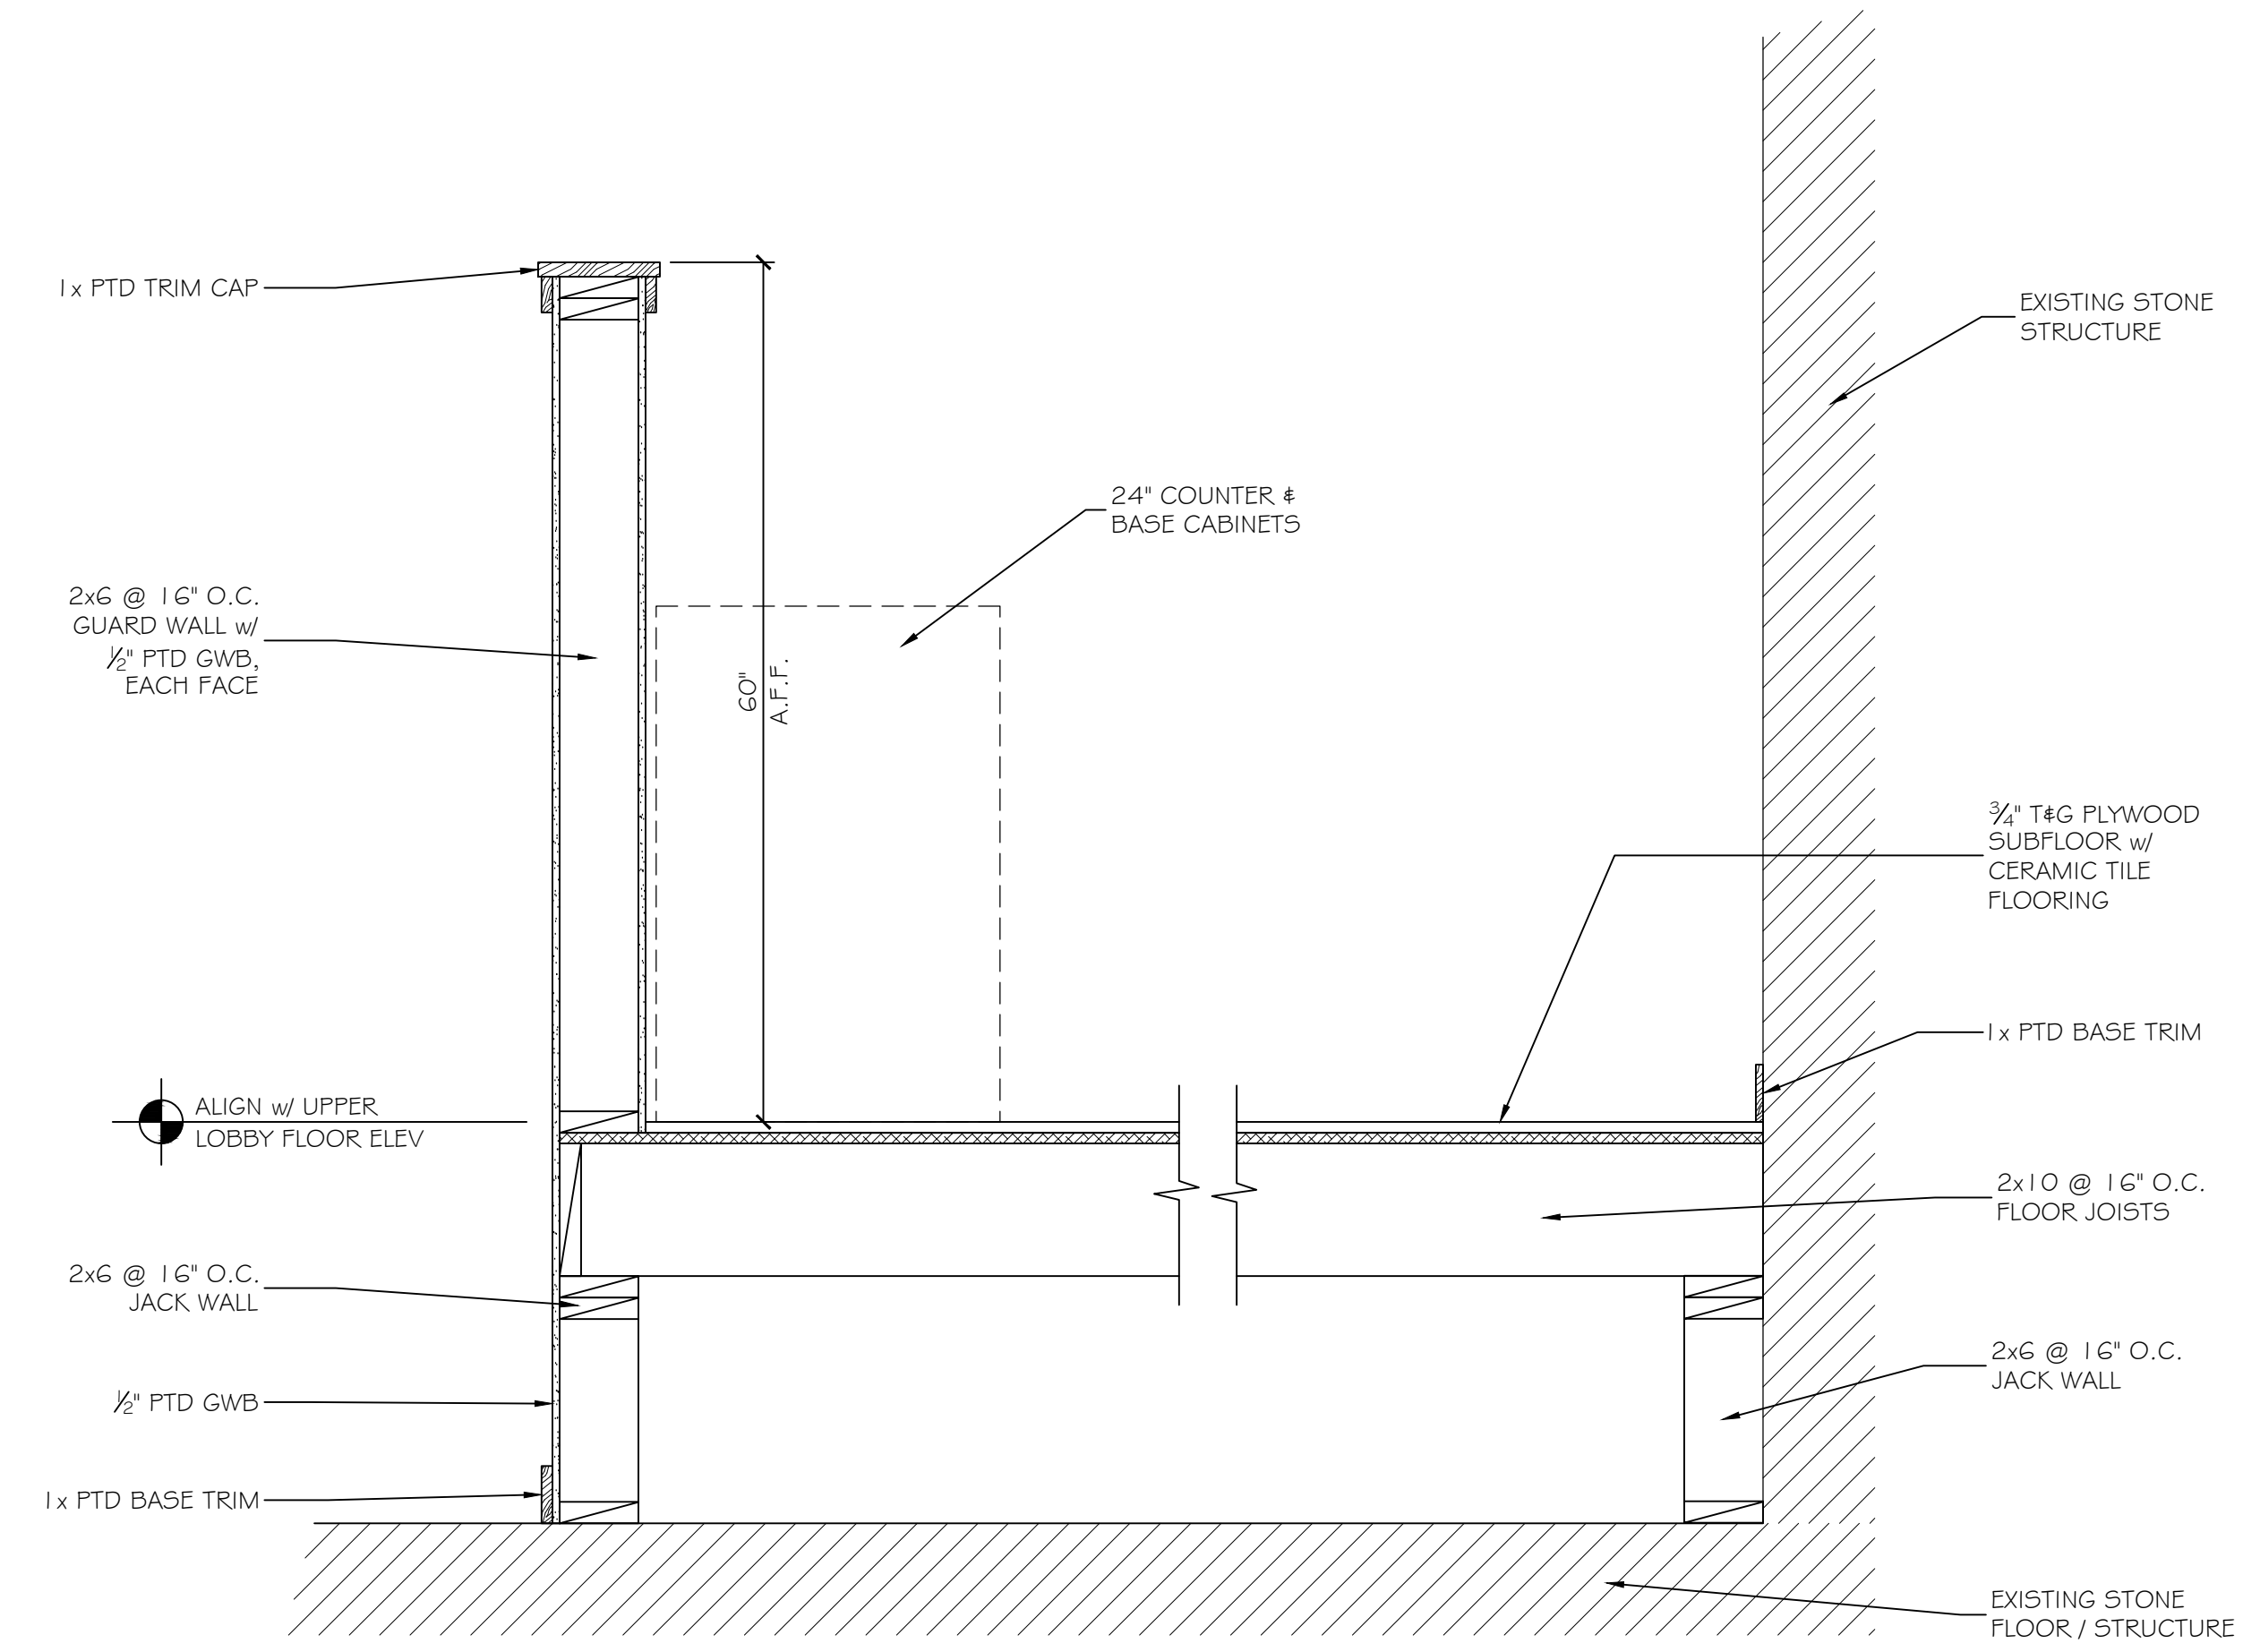 1x PTD TRIM CAP
EXISTING STONE
STRUCTURE
24" COUNTER &
BASE CABINETS
2x6 @ 16" O.C.
GUARD WALL w/
½" PTD GWB,
EACH FACE
60"
A.F.F.
¾" T&G PLYWOOD
SUBFLOOR w/
CERAMIC TILE
FLOORING
1x PTD BASE TRIM
ALIGN w/ UPPER
LOBBY FLOOR ELEV
2x10 @ 16" O.C.
FLOOR JOISTS
2x6 @ 16" O.C.
JACK WALL
2x6 @ 16" O.C.
JACK WALL
½" PTD GWB
1x PTD BASE TRIM
EXISTING STONE
FLOOR / STRUCTURE